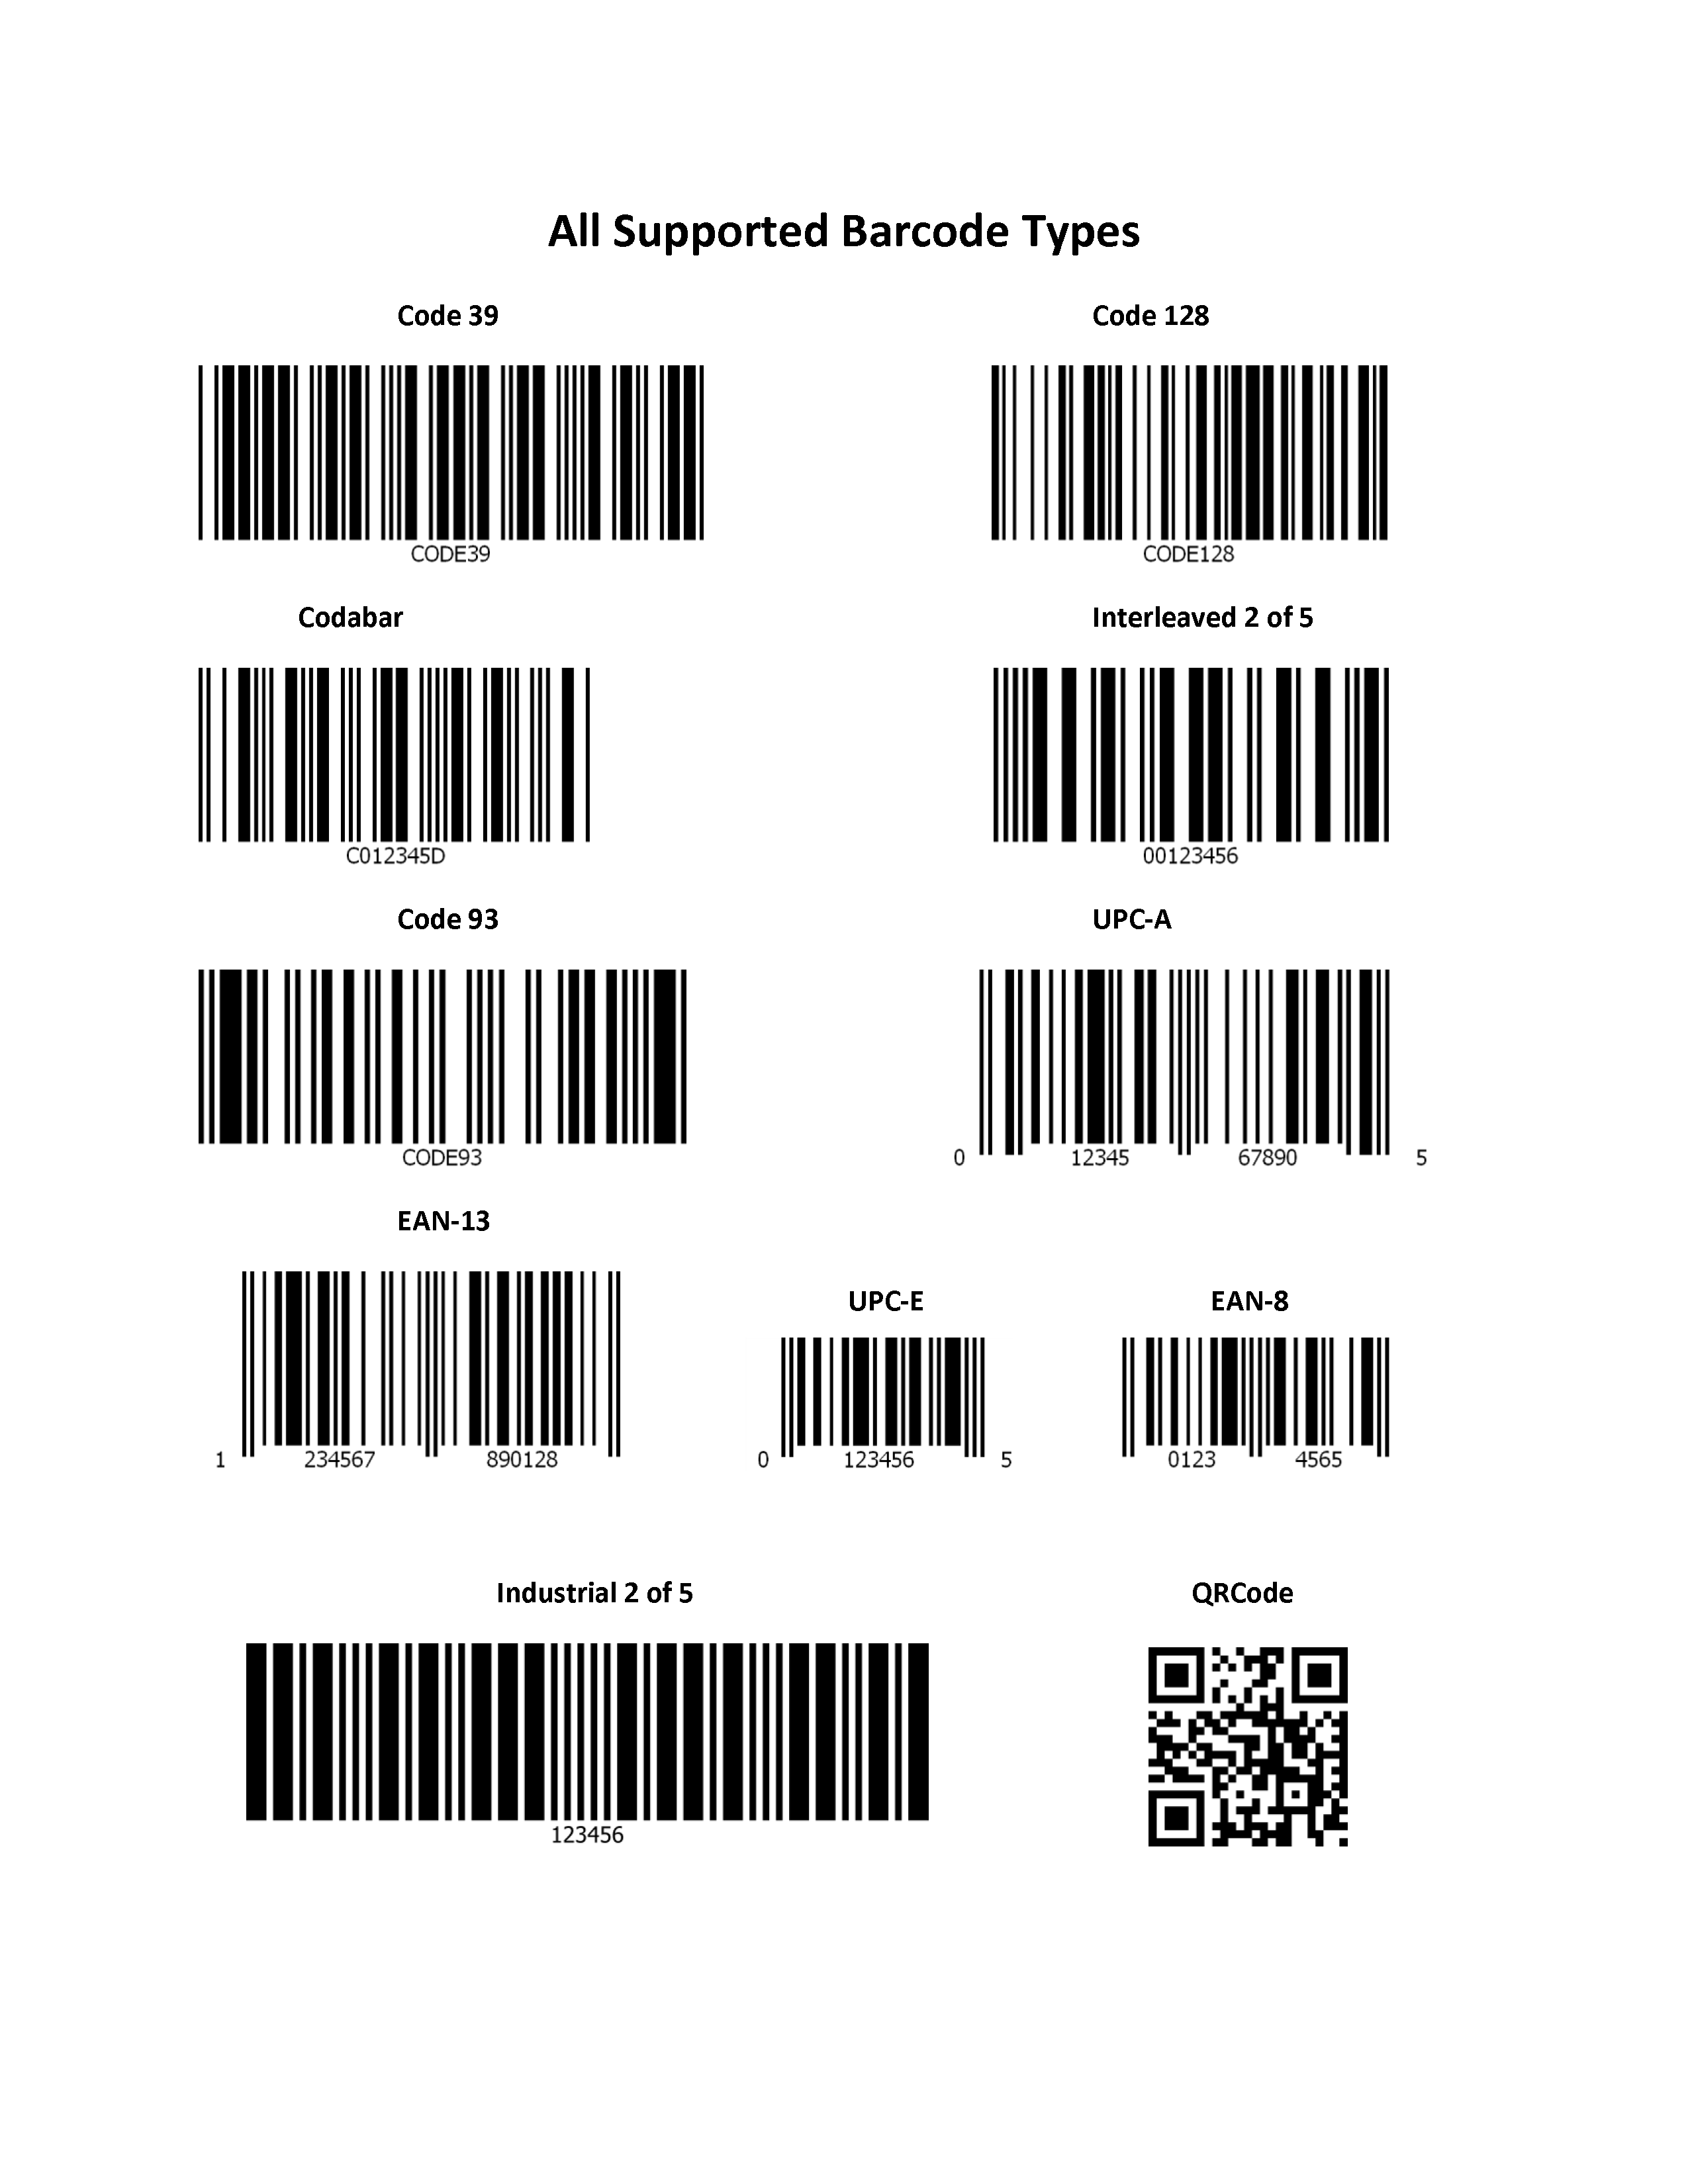 All Supported Barcode Types
Code 39
Code 128
CODE39
CODE128
Codabar
Interleaved 2 of 5
C012345D
00123456
Code 93
UPC-A
CODE93
0 12345 67890 5
EAN-13
UPC-E
EAN-8
1 234567 890128
0 123456 5
0123 4565
Industrial 2 of 5
QRCode
123456